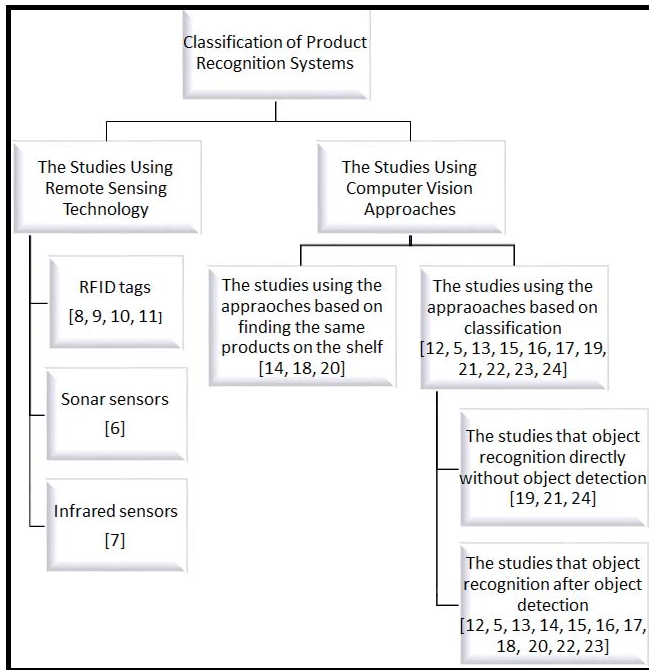 Classification of Product
Recognition Systems
The Studies Using
Remote Sensing
Technology
RFID tags
[8, 9, 10, 11]
Sonar sensors
[6]
Infrared sensors
[7]
The Studies Using
Computer Vision
Approaches
The studies using the
appraoches based on
finding the same
products on the shelf
[14, 18, 20]
The studies using the
appraoaches based on
classification
[12, 5, 13, 15, 16, 17, 19,
21, 22, 23, 24]
The studies that object
recognition directly
without object detection
[19, 21, 24]
The studies that object
recognition after object
detection
[12, 5, 13, 14, 15, 16, 17,
18, 20, 22, 23]